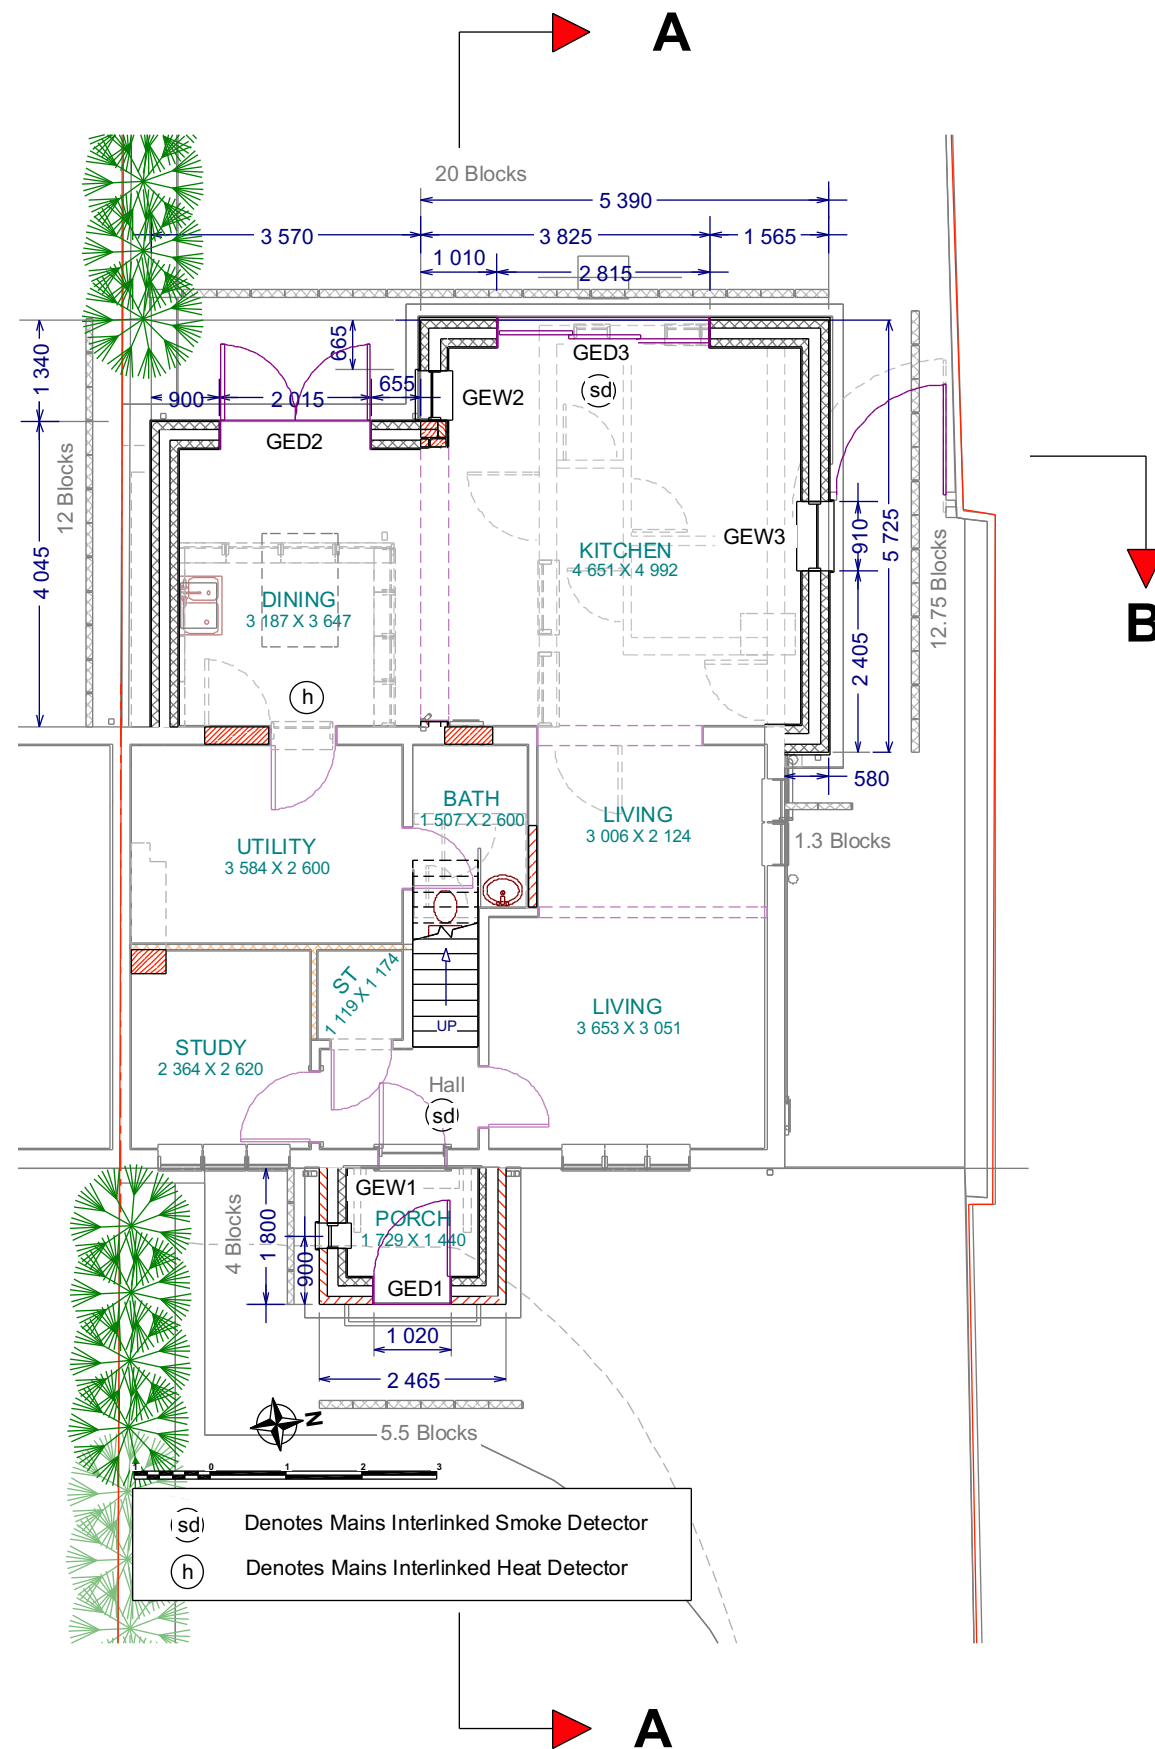 A
20 Blocks
5 390
3 570
3 825
1 565
1 010
2 815
665
1 340
GED3
sd
655
900
2 015
GEW2
GED2
12 Blocks
GEW3
910
5 725
KITCHEN
4 651 X 4 992
4 045
DINING
3 187 X 3 647
12.75 Blocks
B
2 405
h
580
BATH
1 507 X 2 600
LIVING
3 006 X 2 124
1.3 Blocks
UTILITY
3 584 X 2 600
ST
1 119 X 1 174
LIVING
3 653 X 3 051
UP
STUDY
2 364 X 2 620
Hall
sd
GEW1
4 Blocks
1 800
PORCH
1 729 X 1 440
900
GED1
1 020
2 465
N
5.5 Blocks
1 0 1 2 3
sd Denotes Mains Interlinked Smoke Detector
h Denotes Mains Interlinked Heat Detector
A